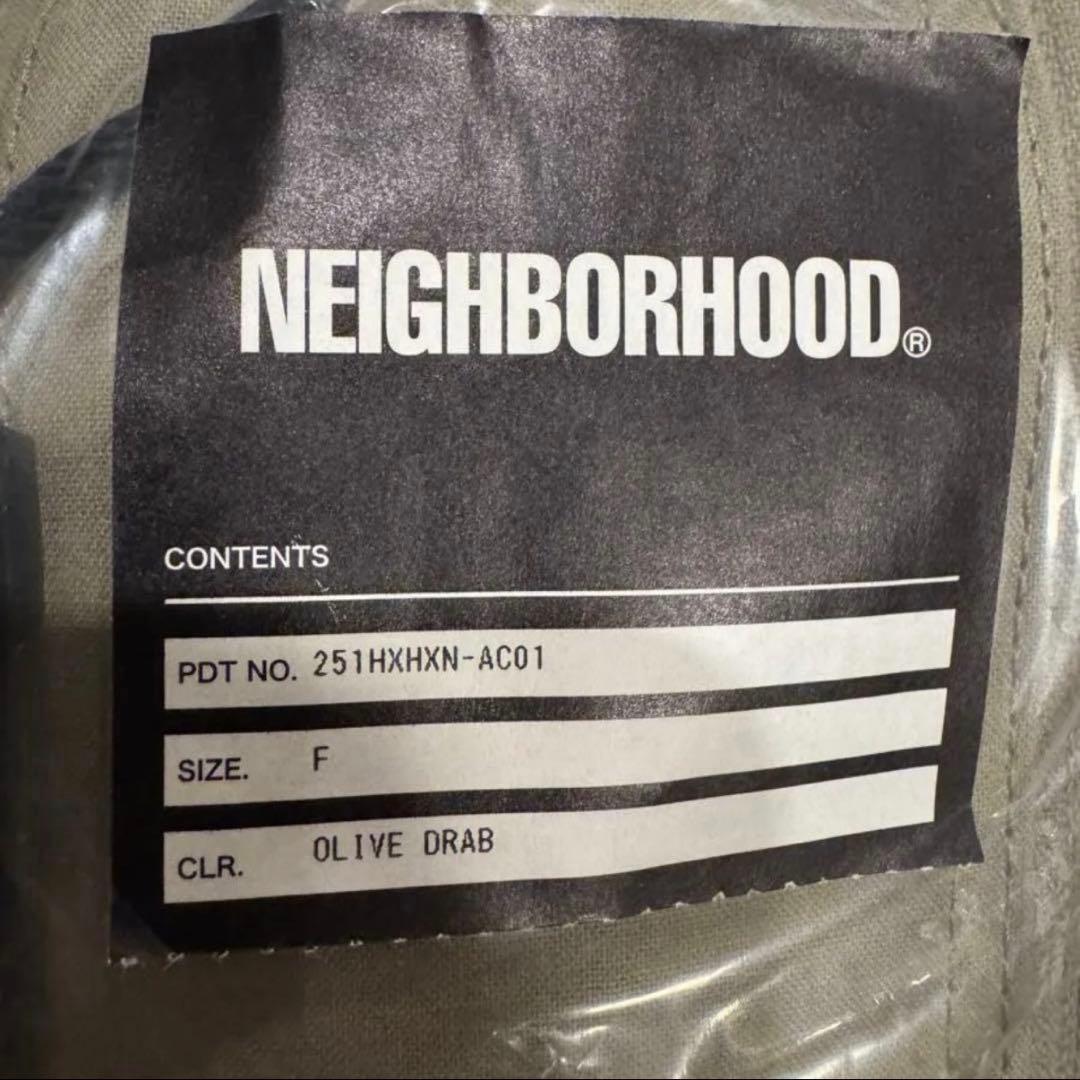 NEIGHBORHOOD®
CONTENTS
PDT NO. 251HXHXN-AC01
SIZE. F
CLR. OLIVE DRAB